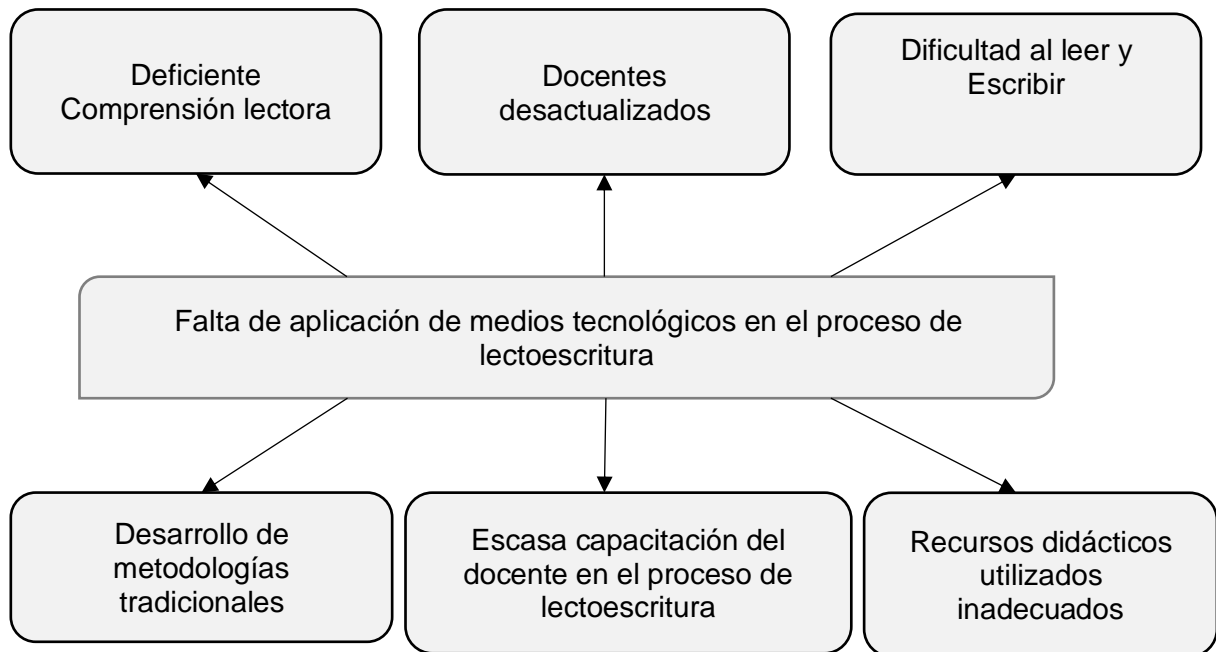 Deficiente
Comprensión lectora
Docentes
desactualizados
Dificultad al leer y
Escribir
Falta de aplicación de medios tecnológicos en el proceso de
lectoescritura
Desarrollo de
metodologías
tradicionales
Escasa capacitación del
docente en el proceso de
lectoescritura
Recursos didácticos
utilizados
inadecuados